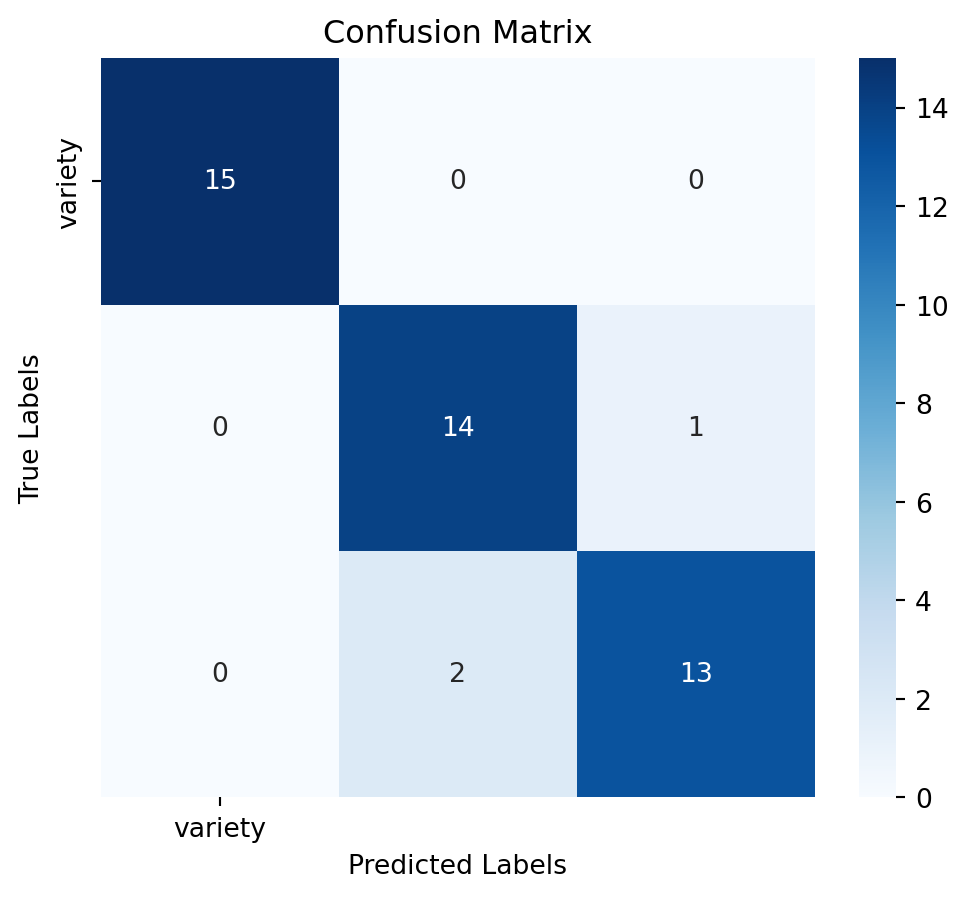 Confusion Matrix
variety
True Labels
15 0 0
0 14 1
0 2 13
variety
Predicted Labels
14
12
10
8
6
4
2
0